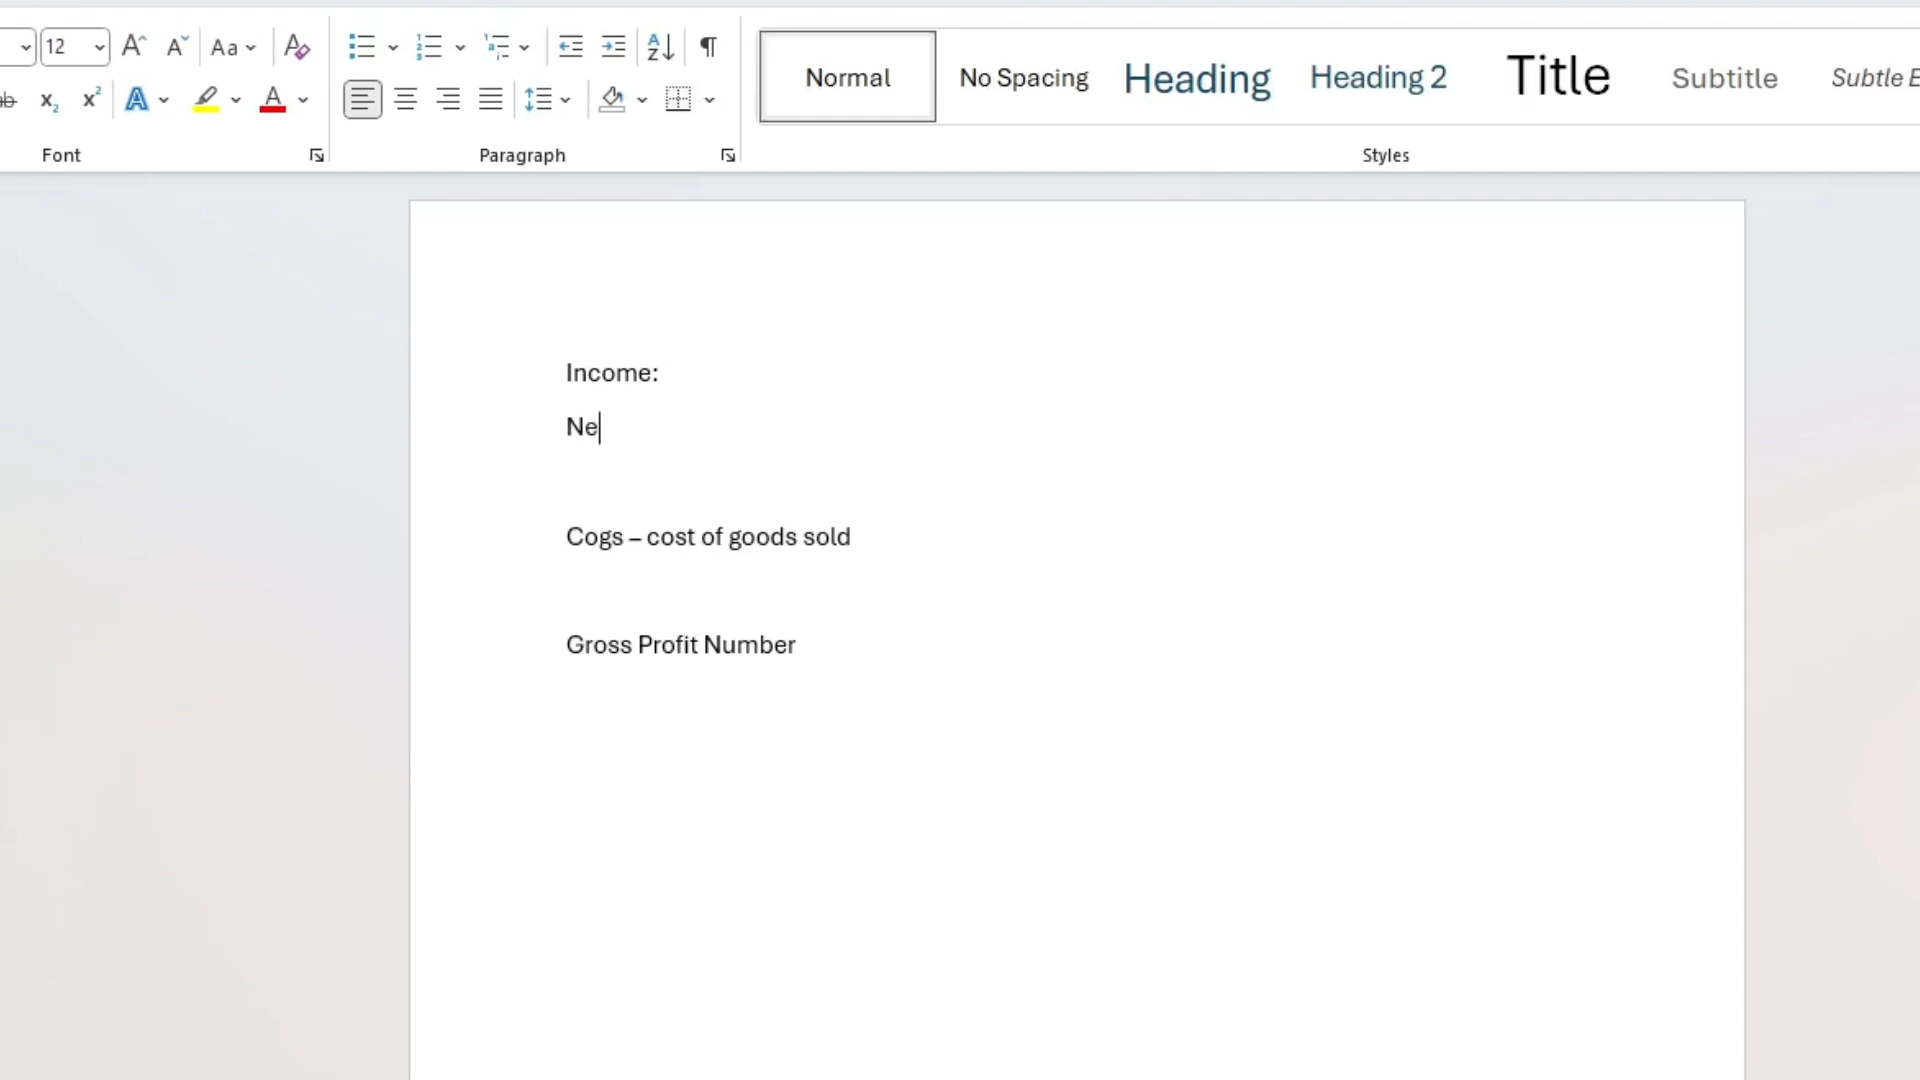 12
Aa
Normal
No Spacing
Heading
Heading 2
Title
Subtitle
Subtle E
Font
Paragraph
Styles
Income:
Ne
Cogs – cost of goods sold
Gross Profit Number